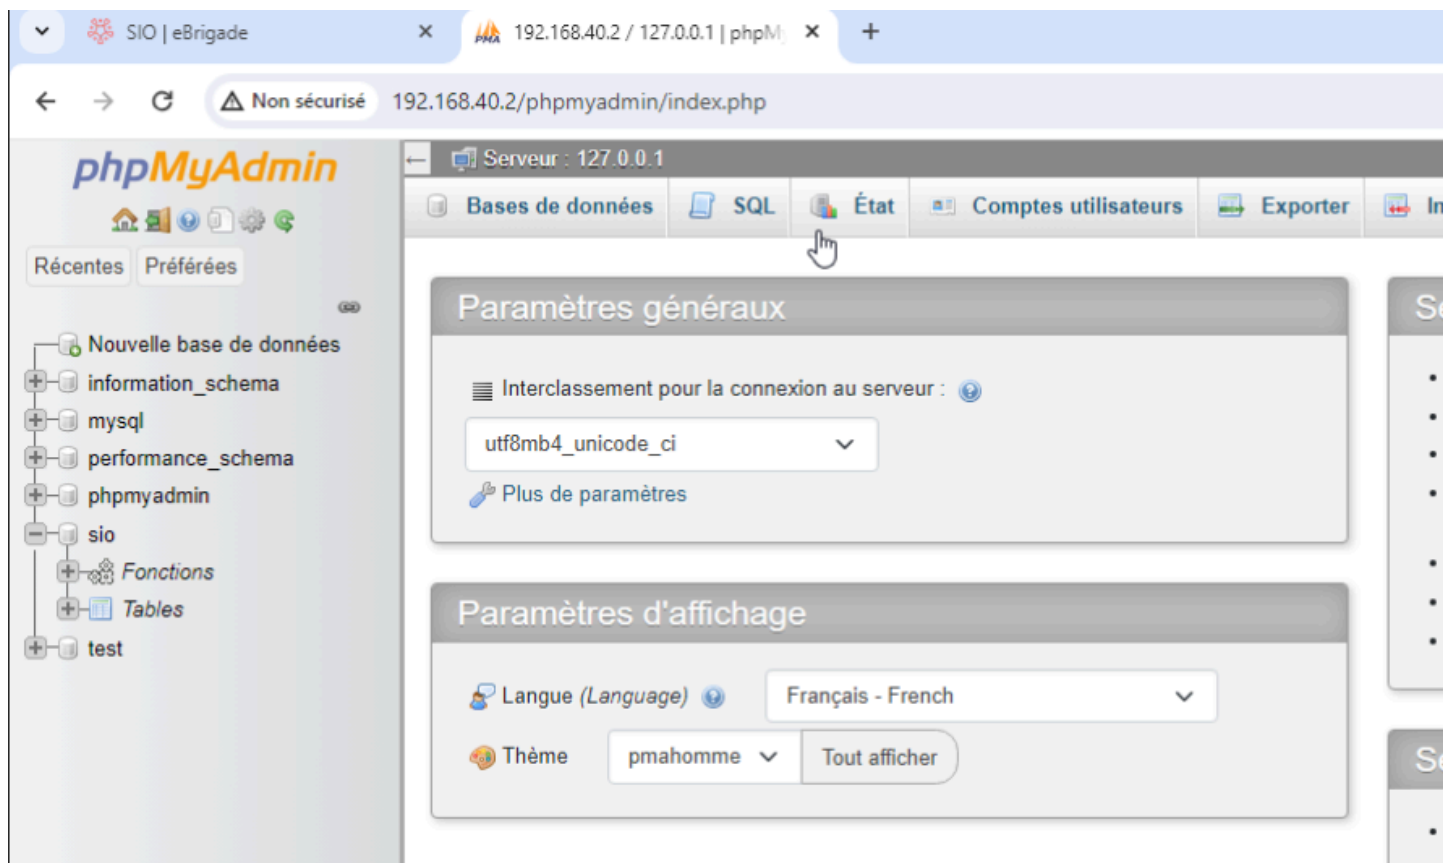 SIO | eBrigade
192.168.40.2 / 127.0.0.1 | phpM
Non sécurisé
192.168.40.2/phpmyadmin/index.php
phpMyAdmin
Récentes
Préférées
Nouvelle base de données
information_schema
mysql
performance_schema
phpmyadmin
sio
Fonctions
Tables
test
Serveur : 127.0.0.1
Bases de données
SQL
État
Comptes utilisateurs
Exporter
Paramètres généraux
Interclassement pour la connexion au serveur :
utf8mb4_unicode_ci
Plus de paramètres
Paramètres d'affichage
Langue (Language)
Français - French
Thème
pmahomme
Tout afficher